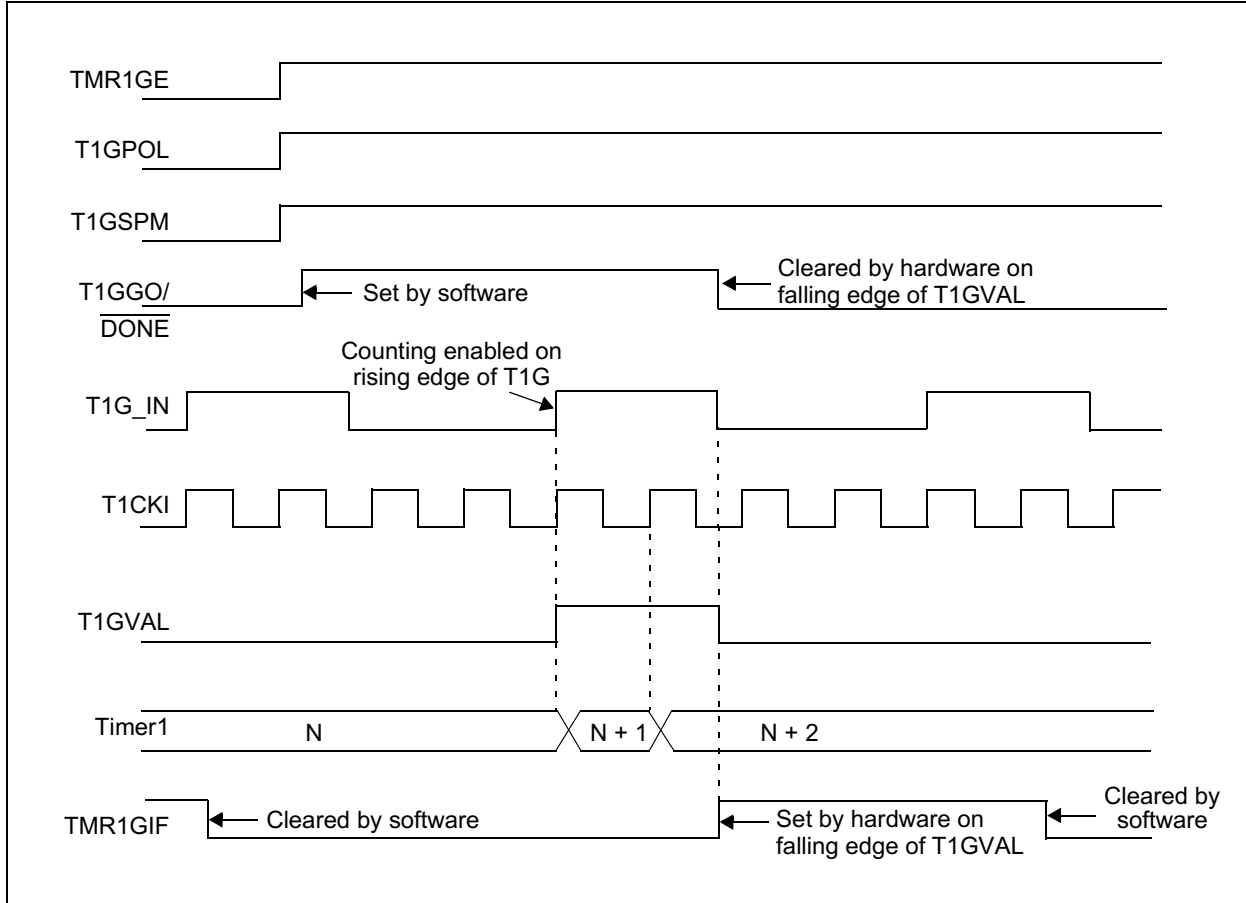 TMR1GE
T1GPOL
T1GSPM
T1GGO/
DONE
Set by software
Cleared by hardware on
falling edge of T1GVAL
Counting enabled on
rising edge of T1G
T1G_IN
T1CKI
T1GVAL
Timer1
N
N + 1
N + 2
TMR1GIF
Cleared by software
Set by hardware on
falling edge of T1GVAL
Cleared by
software